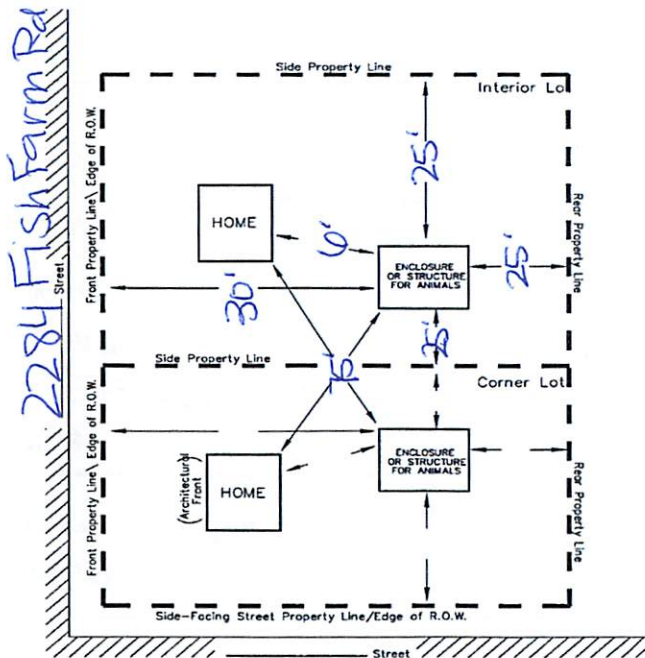 2284 Fish Farm Rd
Street
Side Property Line
Interior Lo
Front Property Line\ Edge of R.O.W.
25'
HOME
6'
ENCLOSURE
OR STRUCTURE
FOR ANIMALS
25'
Rear Property Line
30'
25'
Side Property Line
75'
Corner Lot
Front Property Line\ Edge of R.O.W.
(Architectural
Front)
HOME
ENCLOSURE
OR STRUCTURE
FOR ANIMALS
Rear Property Line
Side-Facing Street Property Line/Edge of R.O.W.
Street